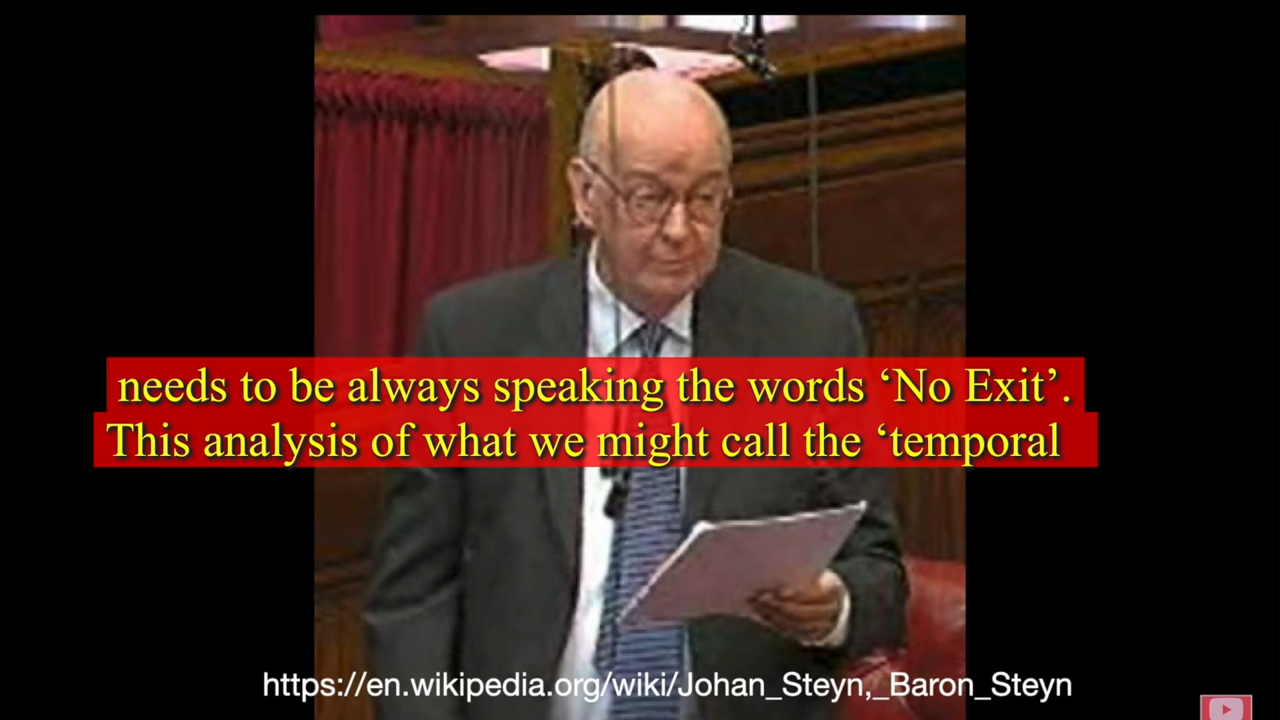 needs to be always speaking the words ‘No Exit’.
This analysis of what we might call the ‘temporal
https://en.wikipedia.org/wiki/Johan_Steyn,_Baron_Steyn